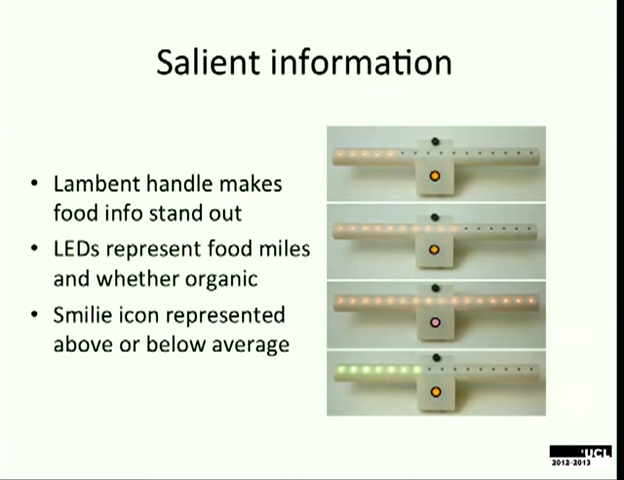 Salient information
• Lambent handle makes
food info stand out
• LEDs represent food miles
and whether organic
• Smilie icon represented
above or below average
UCL
2012-2013